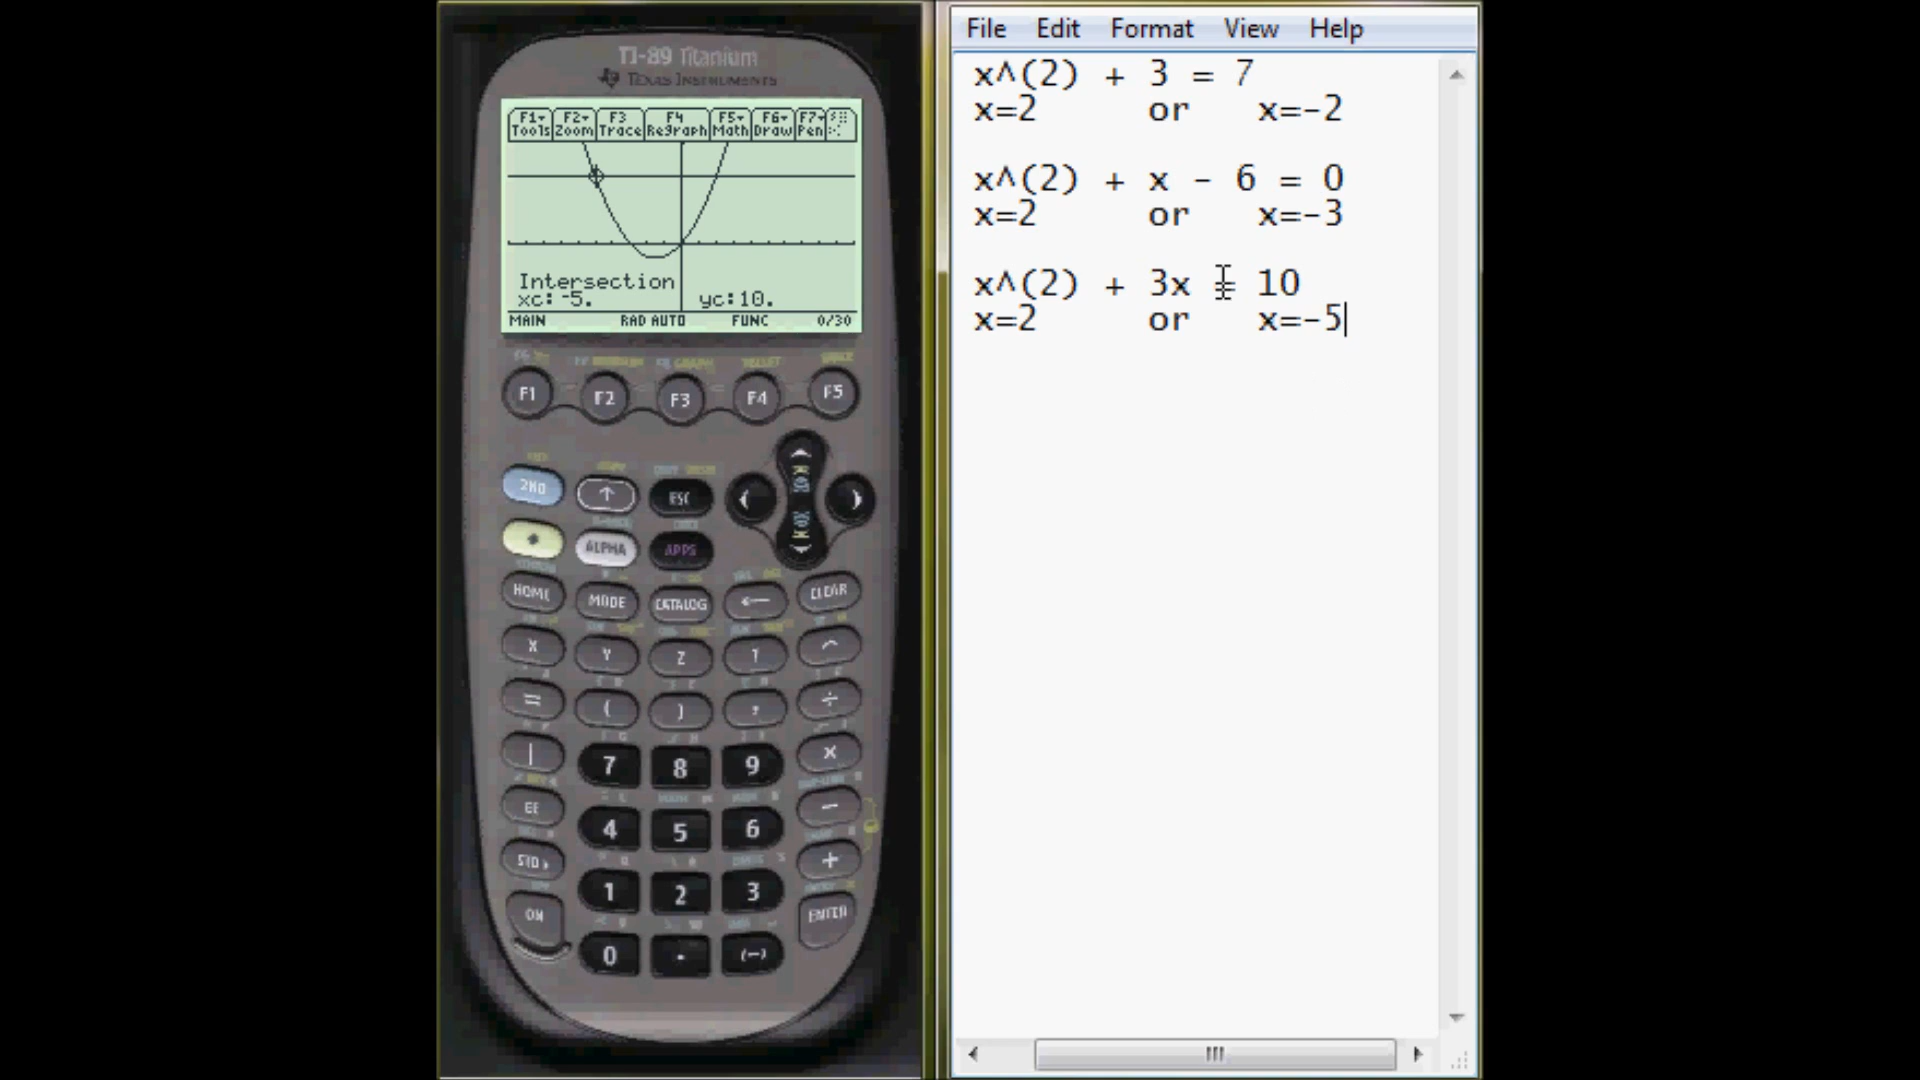 TI-89 Titanium
TEXAS INSTRUMENTS
F1 F2 F3 F4 F5 F6 F7
Tools Zoom Trace ReGraph Math Draw Pen
Intersection
xc: -5. yc: 10.
MAIN RAD AUTO FUNC 0/30
F1 F2 F3 F4 F5
2ND ↑ ESC
ALPHA APPS
HOME MODE CATALOG ← CLEAR
X Y Z T ^
= ( ) , ÷
| 7 8 9 ×
EE 4 5 6 −
STO▸ 1 2 3 +
ON 0 . (−) ENTER
File Edit Format View Help
x^(2) + 3 = 7
x=2 or x=-2
x^(2) + x - 6 = 0
x=2 or x=-3
x^(2) + 3x = 10
x=2 or x=-5